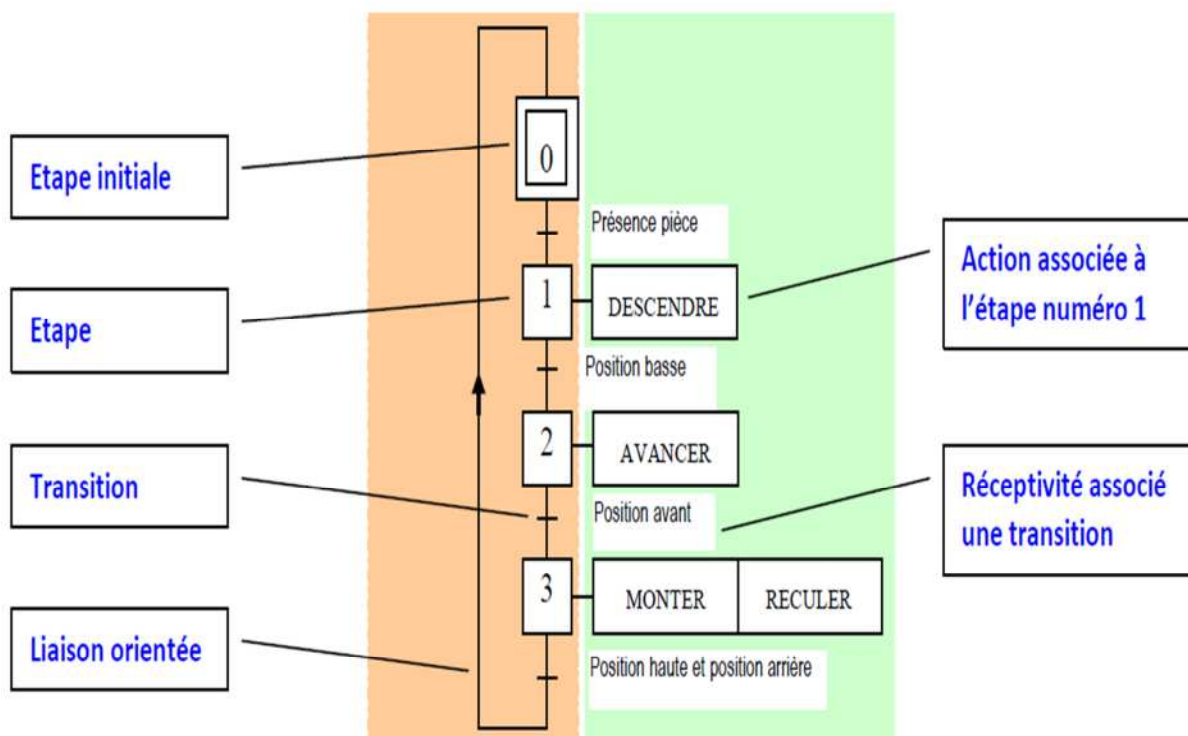 0
Etape initiale
Présence pièce
1
DESCENDRE
Action associée à
l'étape numéro 1
Etape
Position basse
2
AVANCER
Transition
Position avant
Réceptivité associé
une transition
3
MONTER
RECULER
Liaison orientée
Position haute et position arrière